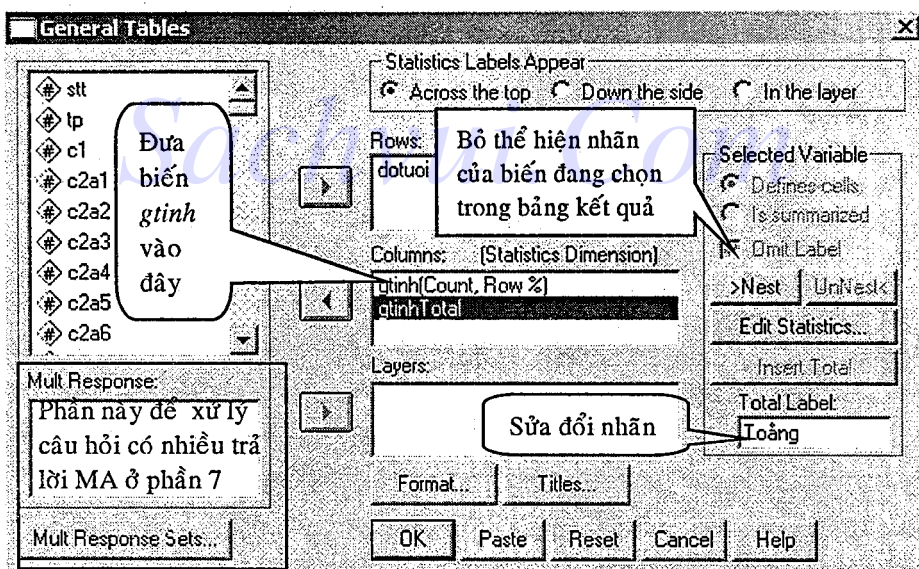 General Tables
Statistics Labels Appear
Across the top
Down the side
In the layer
stt
tp
c1
c2a1
c2a2
c2a3
c2a4
c2a5
c2a6
Đưa
biến
gtinh
vào
đây
Rows:
dotuoi
Bỏ thể hiện nhãn
của biến đang chọn
trong bảng kết quả
Selected Variable
Defines cells
Is summarized
Omit Label
>Nest
UnNest<
Edit Statistics...
Insert Total
Total Label:
Toång
Columns: (Statistics Dimension)
gtinh(Count, Row %)
gtinhTotal
Layers:
Sửa đổi nhãn
Mult Response:
Phần này để xử lý
câu hỏi có nhiều trả
lời MA ở phần 7
Mult Response Sets...
Format...
Titles...
OK
Paste
Reset
Cancel
Help
Sachvui.Com